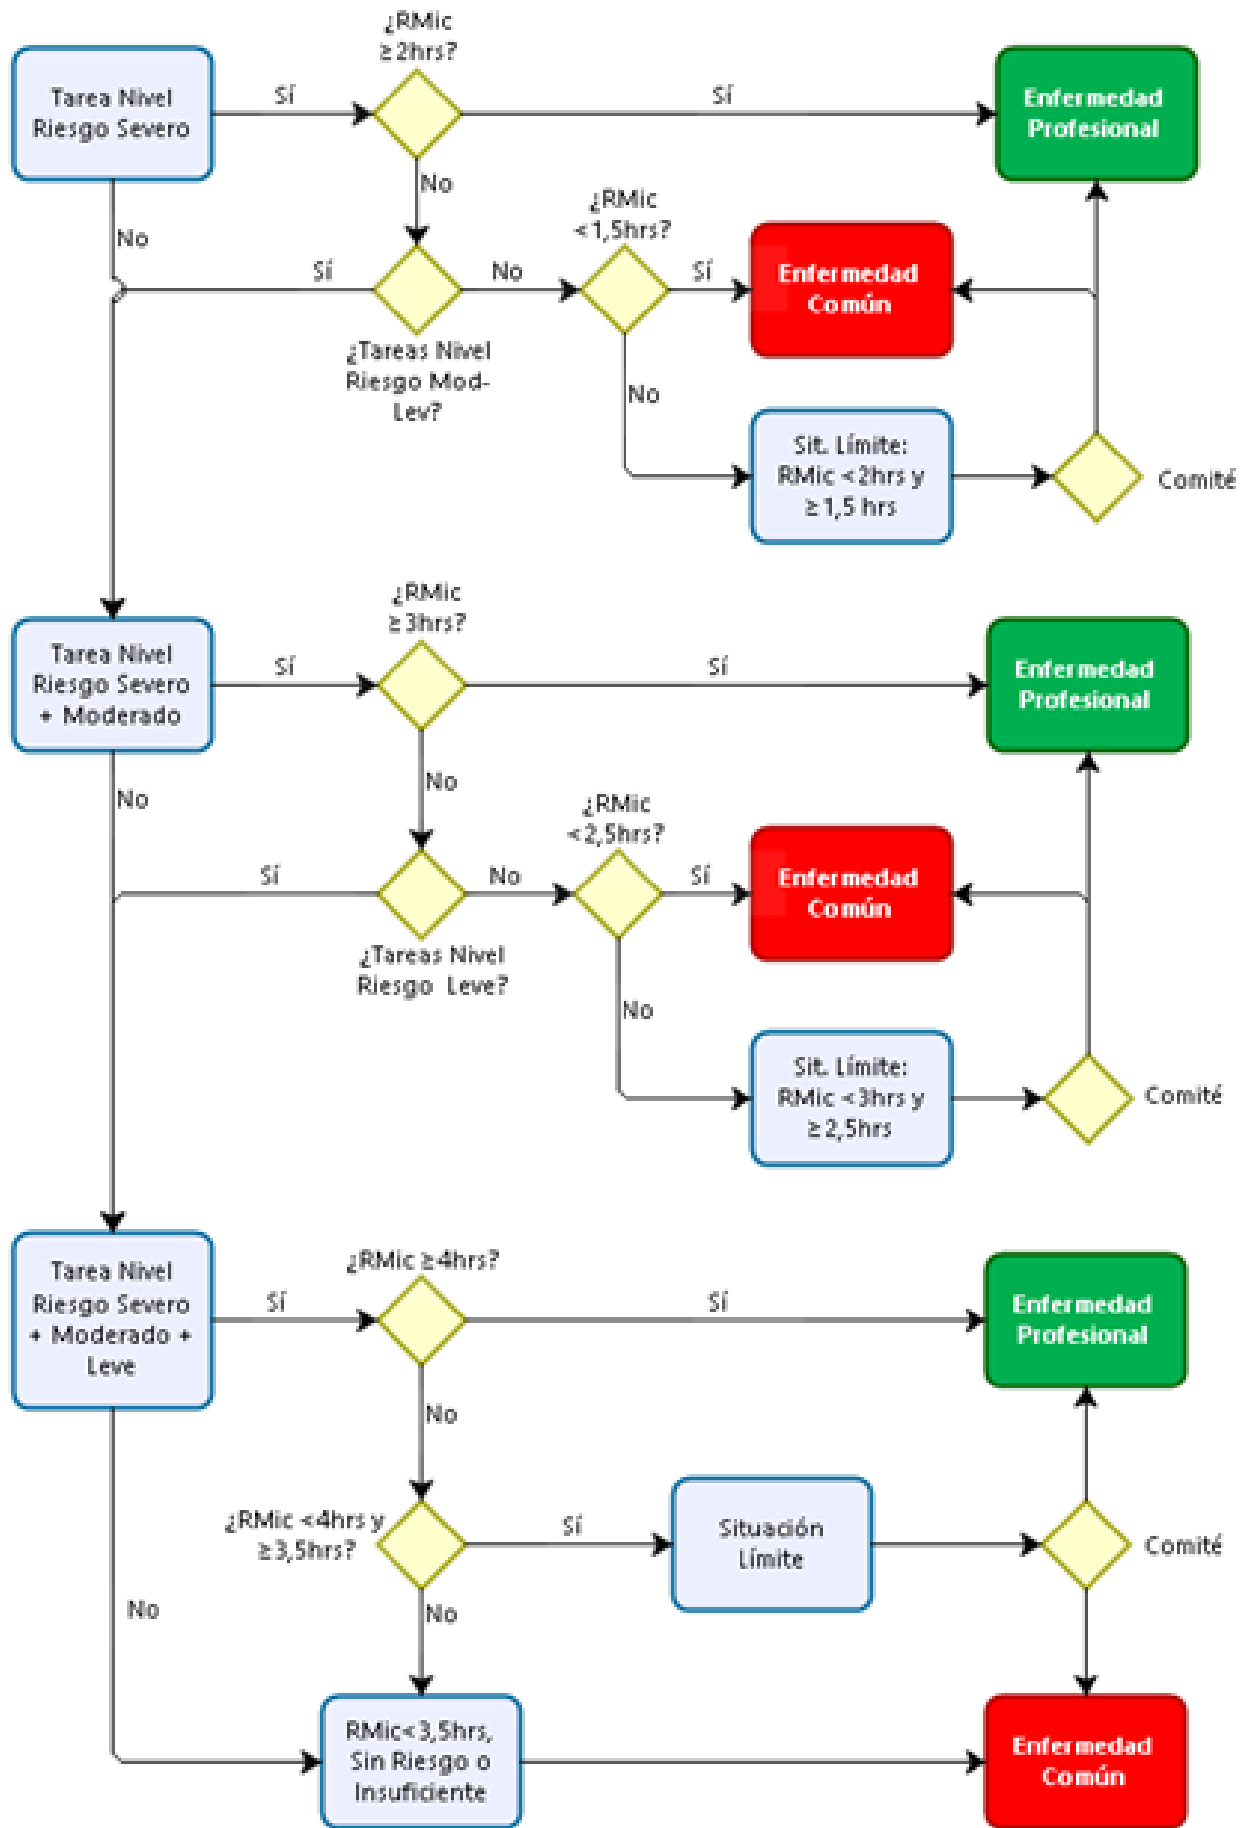 ¿RMic
≥2hrs?
Tarea Nivel
Riesgo Severo
Sí
Sí
Enfermedad
Profesional
No
No
¿RMic
<1,5hrs?
Sí
No
Sí
Enfermedad
Común
¿Tareas Nivel
Riesgo Mod-
Lev?
No
Sit. Límite:
RMic <2hrs y
≥1,5 hrs
Comité
¿RMic
≥3hrs?
Tarea Nivel
Riesgo Severo
+ Moderado
Sí
Sí
Enfermedad
Profesional
No
No
¿RMic
<2,5hrs?
Sí
No
Sí
Enfermedad
Común
¿Tareas Nivel
Riesgo Leve?
No
Sit. Límite:
RMic <3hrs y
≥2,5hrs
Comité
¿RMic ≥4hrs?
Tarea Nivel
Riesgo Severo
+ Moderado +
Leve
Sí
Sí
Enfermedad
Profesional
No
¿RMic <4hrs y
≥3,5hrs?
Sí
Situación
Límite
Comité
No
No
RMic<3,5hrs,
Sin Riesgo o
Insuficiente
Enfermedad
Común